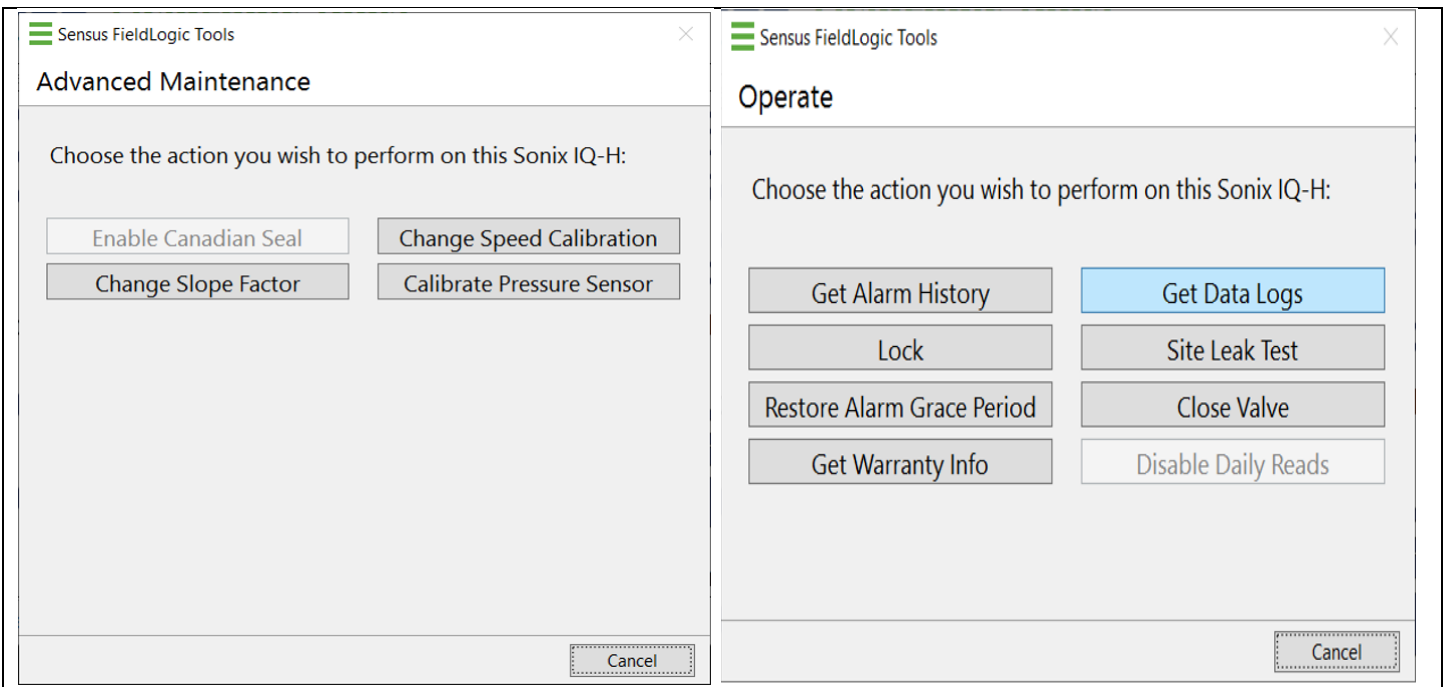 Sensus FieldLogic Tools
Advanced Maintenance
Choose the action you wish to perform on this Sonix IQ-H:
Enable Canadian Seal
Change Speed Calibration
Change Slope Factor
Calibrate Pressure Sensor
Cancel
Sensus FieldLogic Tools
Operate
Choose the action you wish to perform on this Sonix IQ-H:
Get Alarm History
Get Data Logs
Lock
Site Leak Test
Restore Alarm Grace Period
Close Valve
Get Warranty Info
Disable Daily Reads
Cancel